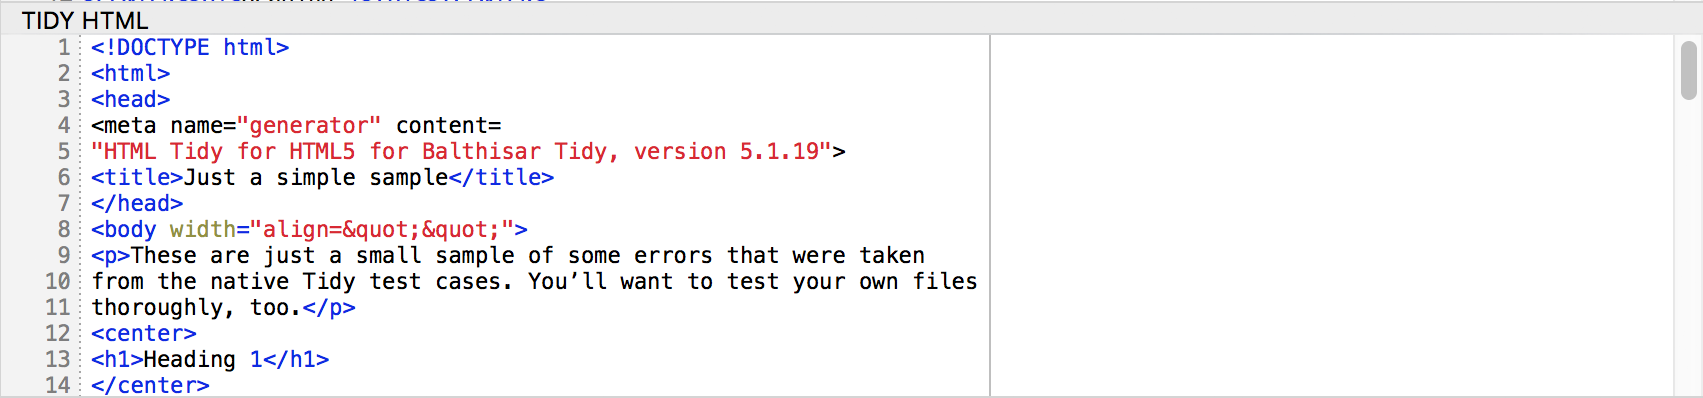 TIDY HTML
1 <!DOCTYPE html>
2 <html>
3 <head>
4 <meta name="generator" content=
5 "HTML Tidy for HTML5 for Balthisar Tidy, version 5.1.19">
6 <title>Just a simple sample</title>
7 </head>
8 <body width="align=&quot;&quot;">
9 <p>These are just a small sample of some errors that were taken
10 from the native Tidy test cases. You’ll want to test your own files
11 thoroughly, too.</p>
12 <center>
13 <h1>Heading 1</h1>
14 </center>